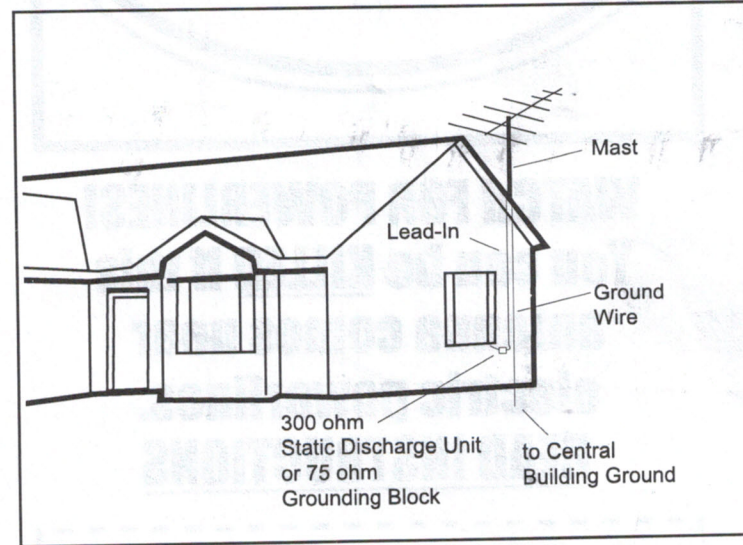 Mast
Lead-In
Ground
Wire
300 ohm
Static Discharge Unit
or 75 ohm
Grounding Block
to Central
Building Ground